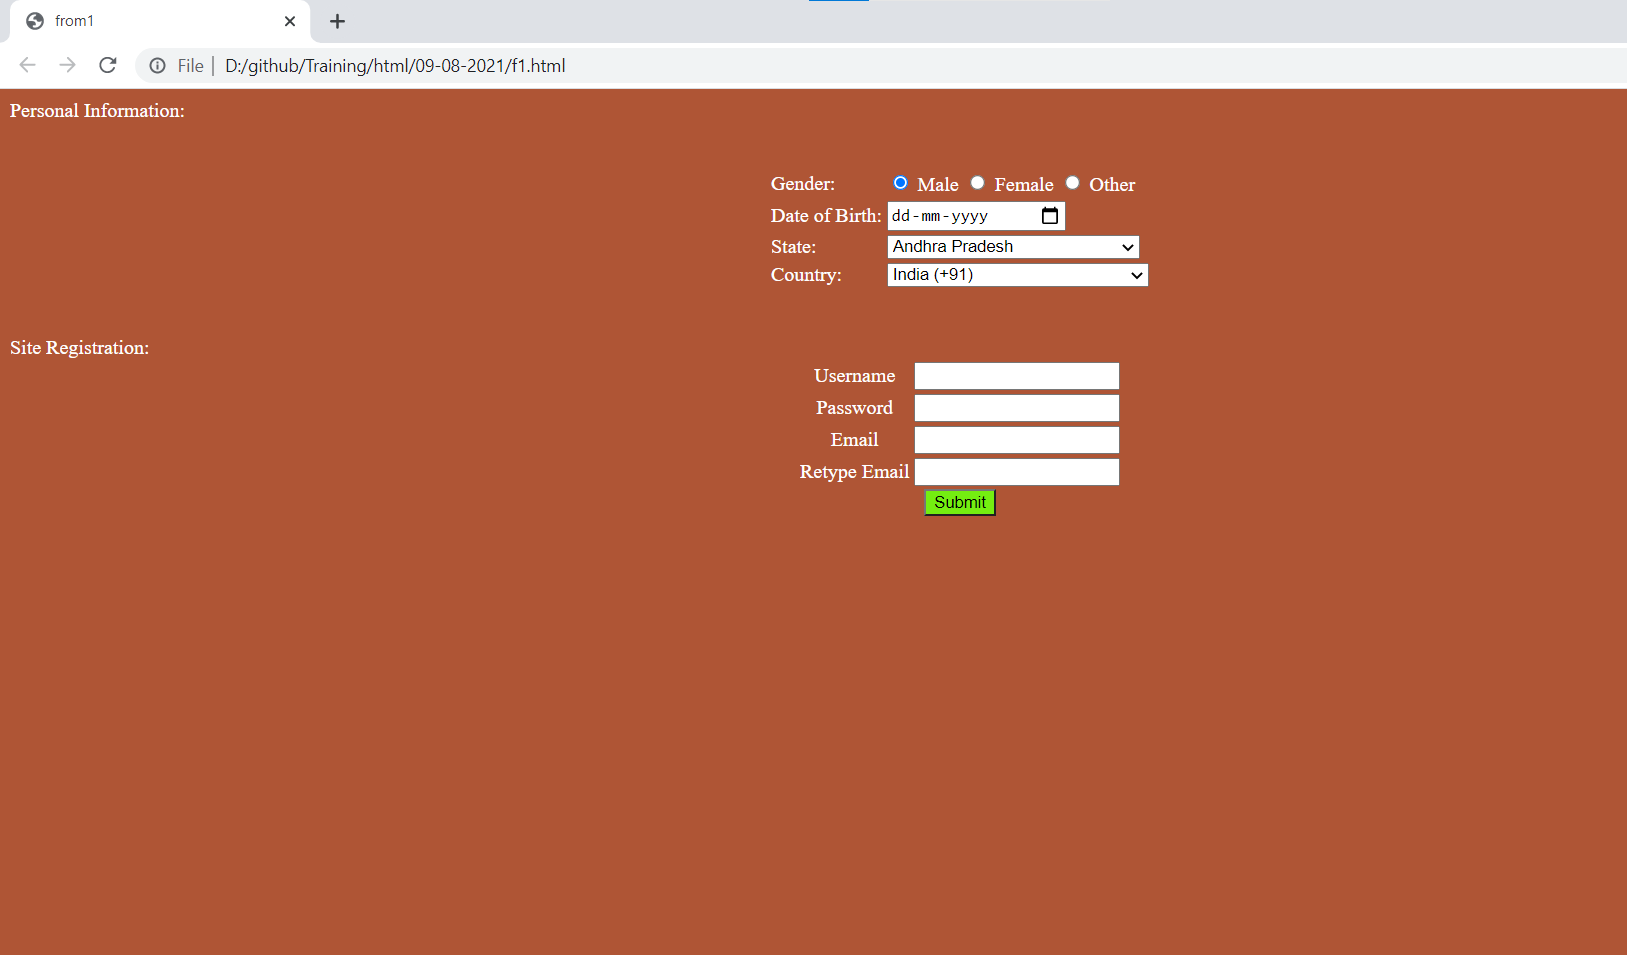 from1
File D:/github/Training/html/09-08-2021/f1.html
Personal Information:
Gender: Male Female Other
Date of Birth: dd-mm-yyyy
State: Andhra Pradesh
Country: India (+91)
Site Registration:
Username
Password
Email
Retype Email
Submit